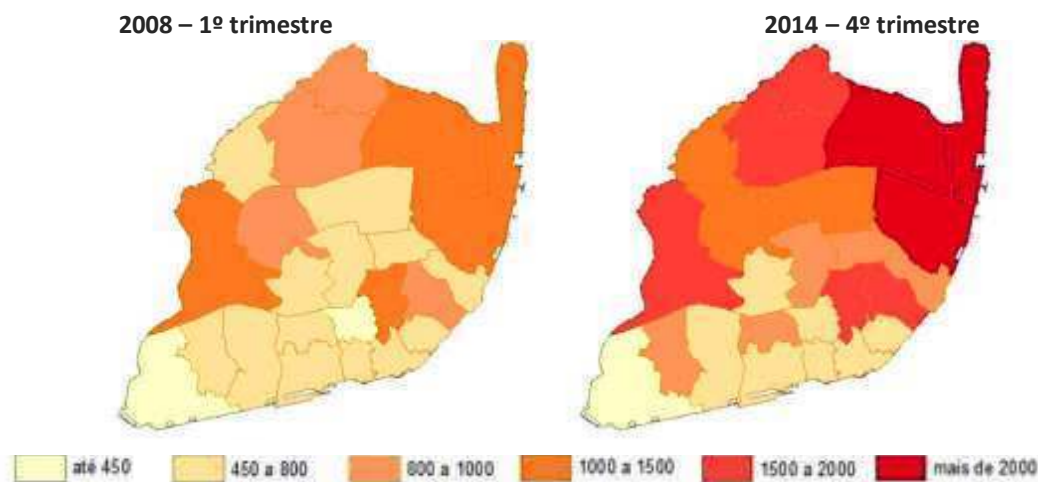 2008 – 1º trimestre
2014 – 4º trimestre
até 450
450 a 800
800 a 1000
1000 a 1500
1500 a 2000
mais de 2000